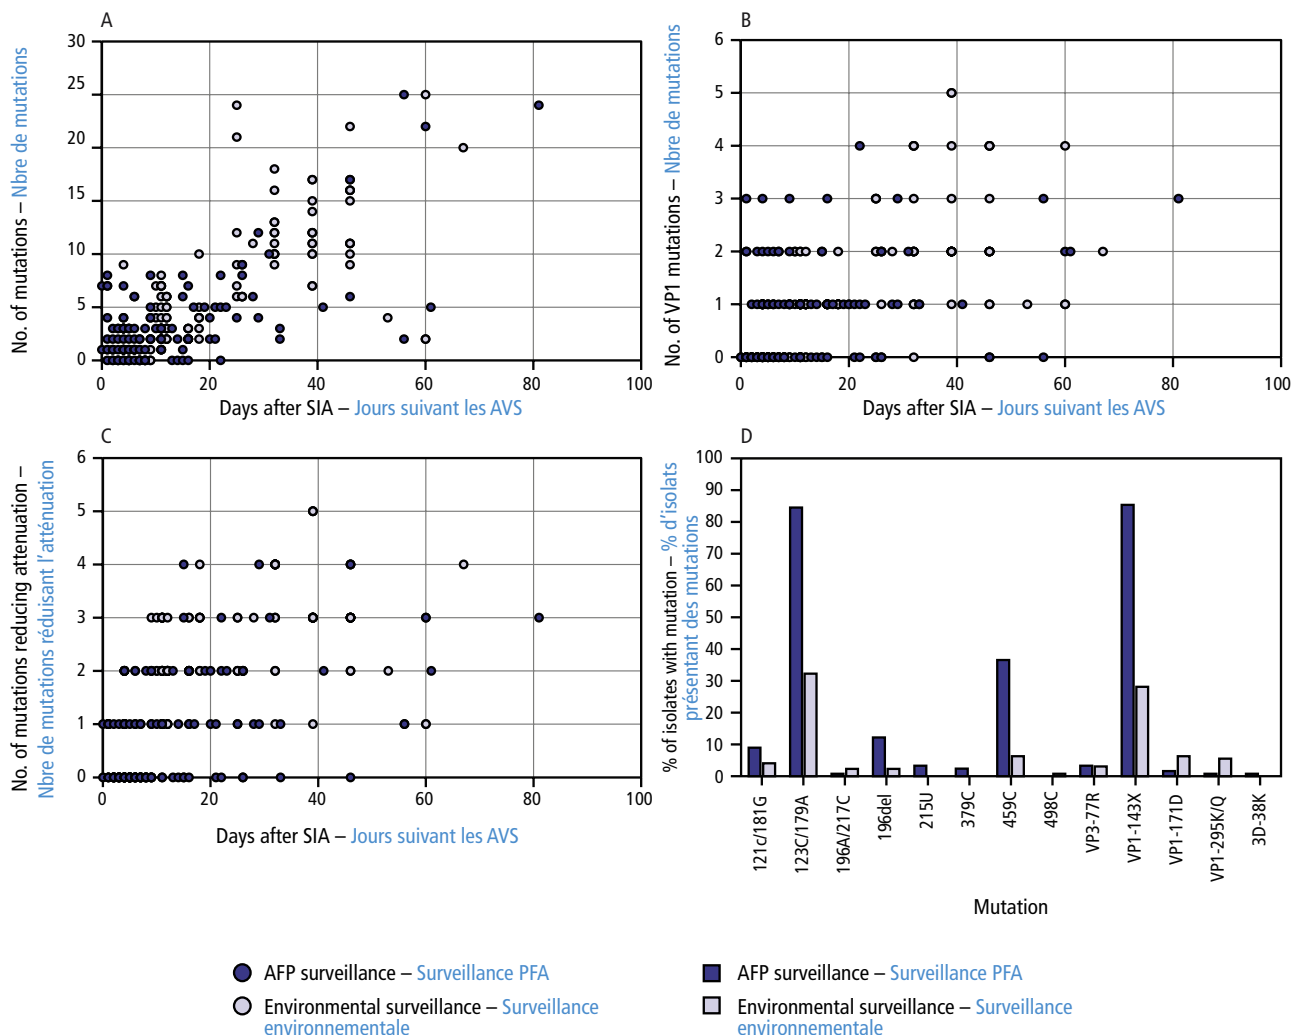 A
No. of mutations – Nbre de mutations
30
25
20
15
10
5
0
0 20 40 60 80 100
Days after SIA – Jours suivant les AVS
B
No. of VP1 mutations – Nbre de mutations
6
5
4
3
2
1
0
0 20 40 60 80 100
Days after SIA – Jours suivant les AVS
C
No. of mutations reducing attenuation –
Nbre de mutations réduisant l'atténuation
6
5
4
3
2
1
0
0 20 40 60 80 100
Days after SIA – Jours suivant les AVS
D
% of isolates with mutation – % d'isolats
présentant des mutations
100
90
80
70
60
50
40
30
20
10
0
121c/181G
123C/179A
196A/217C
196del
215U
379C
459C
498C
VP3-77R
VP1-143X
VP1-171D
VP1-295K/Q
3D-38K
Mutation
AFP surveillance – Surveillance PFA
Environmental surveillance – Surveillance
environnementale
AFP surveillance – Surveillance PFA
Environmental surveillance – Surveillance
environnementale